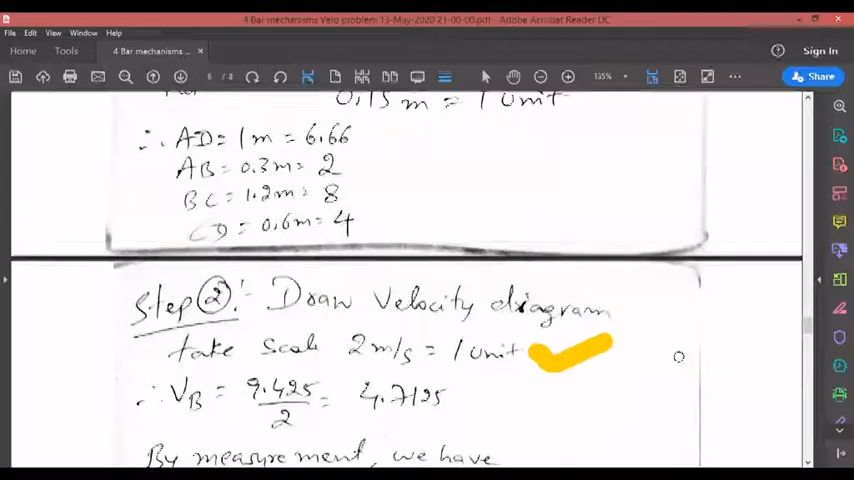 4 Bar mechanisms Velo problem 13-May-2020 21-00-00.pdf - Adobe Acrobat Reader DC
File Edit View Window Help
Home Tools 4 Bar mechanisms ... × Sign In
6 / 8 135% Share
0.15 m = 1 unit
∴ AD = 1m = 6.66
AB = 0.3m = 2
BC = 1.2m = 8
CD = 0.6m = 4
Step ② :- Draw Velocity diagram
take scale 2 m/s = 1 unit
∴ VB = 9.425/2 = 4.7125
By measurement, we have